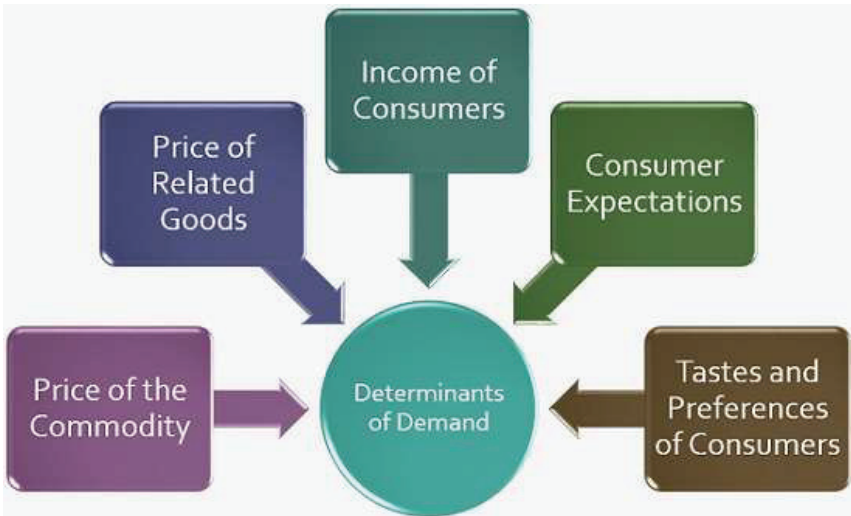 Income of
Consumers
Price of
Related
Goods
Consumer
Expectations
Price of the
Commodity
Determinants
of Demand
Tastes and
Preferences
of Consumers